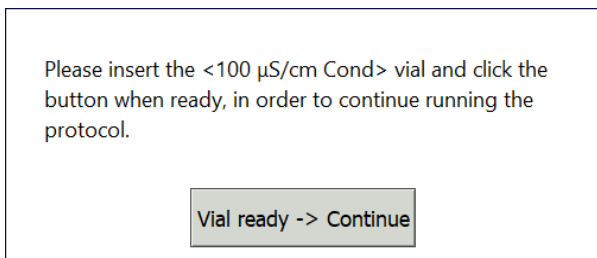 Please insert the <100 µS/cm Cond> vial and click the
button when ready, in order to continue running the
protocol.
Vial ready -> Continue